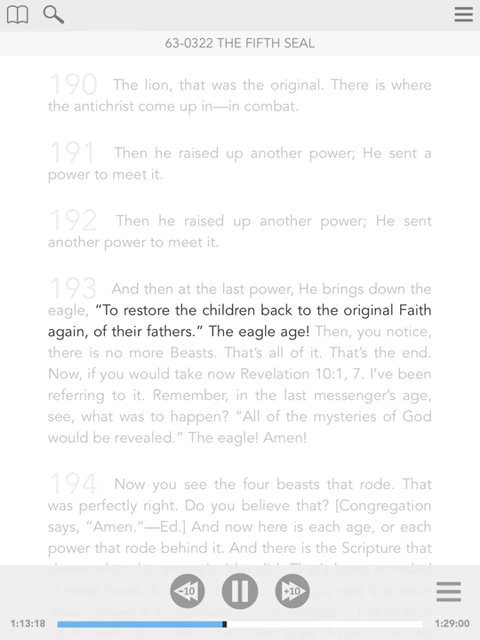 63-0322 THE FIFTH SEAL
190 The lion, that was the original. There is where
the antichrist come up in—in combat.
191 Then he raised up another power; He sent a
power to meet it.
192 Then he raised up another power; He sent
another power to meet it.
193 And then at the last power, He brings down the
eagle, “To restore the children back to the original Faith
again, of their fathers.” The eagle age! Then, you notice,
there is no more Beasts. That’s all of it. That’s the end.
Now, if you would take now Revelation 10:1, 7. I’ve been
referring to it. Remember, in the last messenger’s age,
see, what was to happen? “All of the mysteries of God
would be revealed.” The eagle! Amen!
194 Now you see the four beasts that rode. That
was perfectly right. Do you believe that? [Congregation
says, “Amen.”—Ed.] And now here is each age, or each
power that rode behind it. And there is the Scripture that
-10
+10
1:13:18
1:29:00